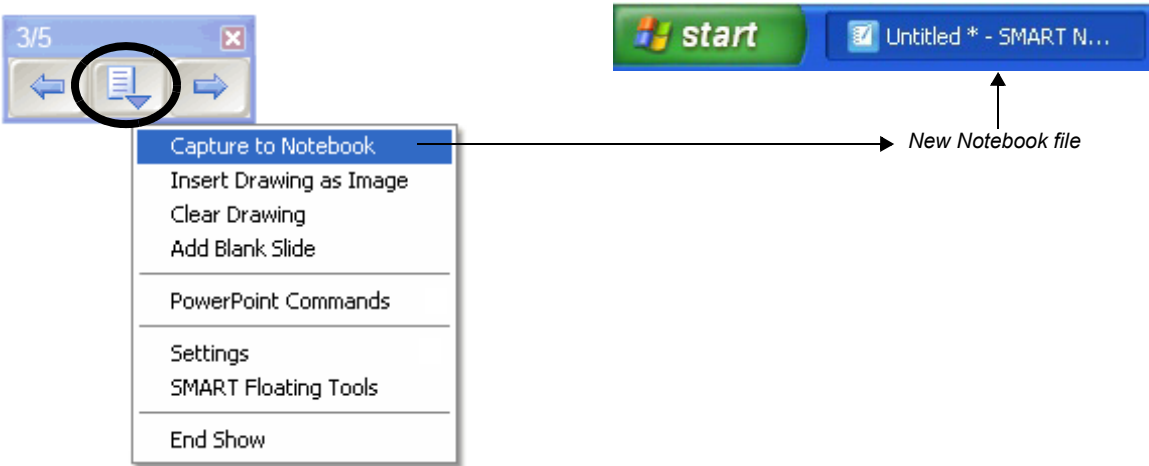 3/5
start
Untitled * - SMART N...
New Notebook file
Capture to Notebook
Insert Drawing as Image
Clear Drawing
Add Blank Slide
PowerPoint Commands
Settings
SMART Floating Tools
End Show